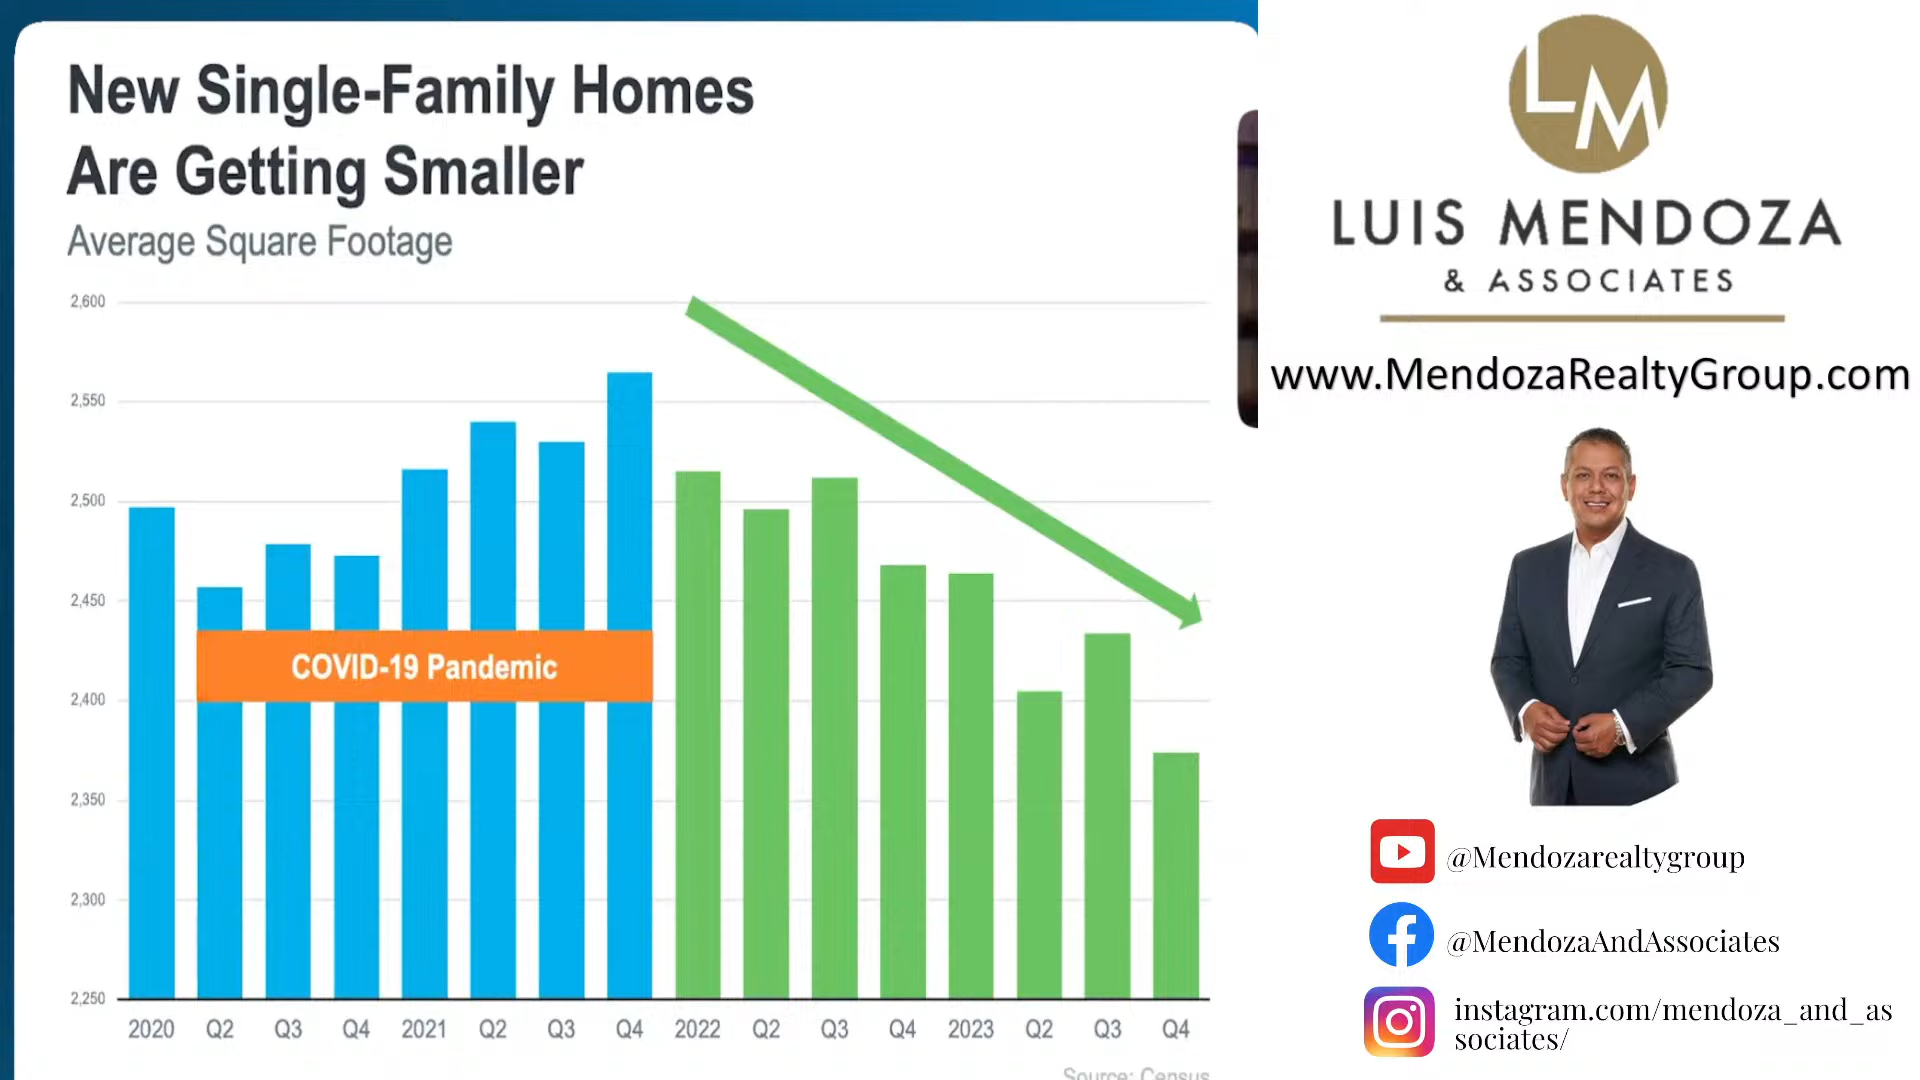 New Single-Family Homes
Are Getting Smaller
Average Square Footage
2,600
2,550
2,500
2,450
2,400
2,350
2,300
2,250
COVID-19 Pandemic
2020 Q2 Q3 Q4 2021 Q2 Q3 Q4 2022 Q2 Q3 Q4 2023 Q2 Q3 Q4
Source: Census
LM
LUIS MENDOZA
& ASSOCIATES
www.MendozaRealtyGroup.com
@Mendozarealtygroup
@MendozaAndAssociates
instagram.com/mendoza_and_as
sociates/